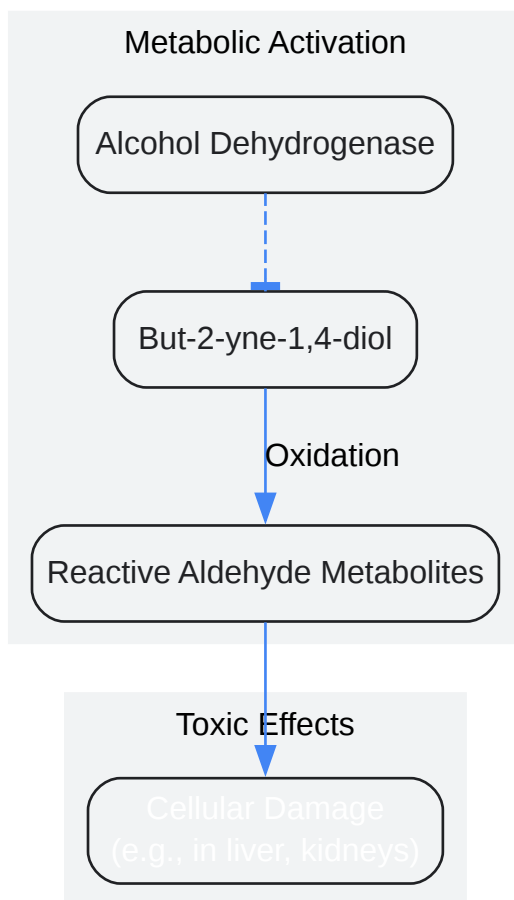 Metabolic Activation
Alcohol Dehydrogenase
But-2-yne-1,4-diol
Oxidation
Reactive Aldehyde Metabolites
Toxic Effects
Cellular Damage
(e.g., in liver, kidneys)